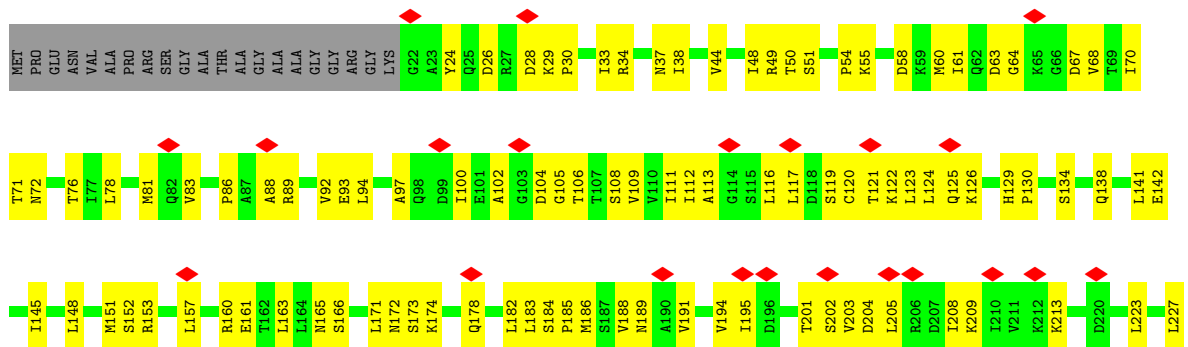 MET PRO GLU ASN VAL ALA PRO ARG SER GLY ALA THR ALA GLY ALA ALA GLY GLY ARG GLY LYS G22 A23 Y24 Q25 D26 R27 D28 K29 P30 I33 R34 N37 I38 V44 I48 R49 T50 S51 P54 K55 D58 K59 M60 I61 Q62 D63 G64 K65 G66 D67 V68 T69 I70
T71 N72 T76 I77 L78 M81 Q82 V83 P86 A87 A88 R89 V92 E93 L94 A97 Q98 D99 I100 E101 A102 G103 D104 G105 T106 T107 S108 V109 V110 I111 I112 A113 G114 S115 L116 L117 D118 S119 C120 T121 K122 L123 L124 Q125 K126 H129 P130 S134 Q138 L141 E142
I145 L148 M151 S152 R153 L157 R160 E161 T162 L163 L164 N165 S166 L171 N172 S173 K174 Q178 L182 L183 S184 P185 M186 S187 V188 N189 A190 V191 V194 I195 D196 T201 S202 V203 D204 L205 R206 D207 I208 K209 I210 V211 K212 K213 D220 L223 L227